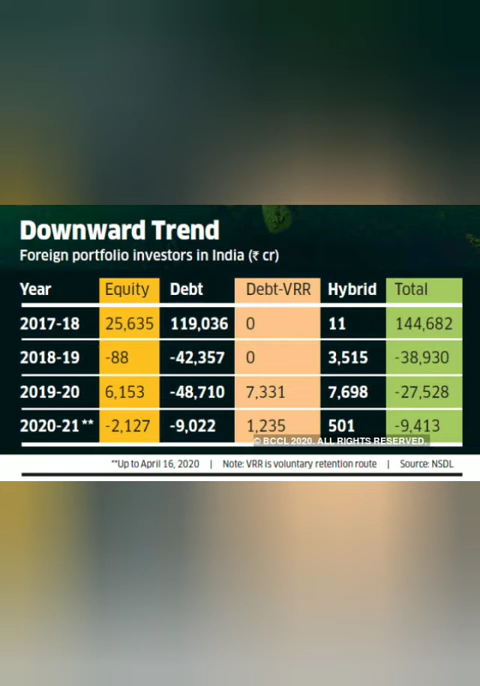 Downward Trend
Foreign portfolio investors in India (₹ cr)
Year Equity Debt Debt-VRR Hybrid Total
2017-18 25,635 119,036 0 11 144,682
2018-19 -88 -42,357 0 3,515 -38,930
2019-20 6,153 -48,710 7,331 7,698 -27,528
2020-21** -2,127 -9,022 1,235 501 -9,413
© BCCL 2020. ALL RIGHTS RESERVED.
**Up to April 16, 2020 | Note: VRR is voluntary retention route | Source: NSDL